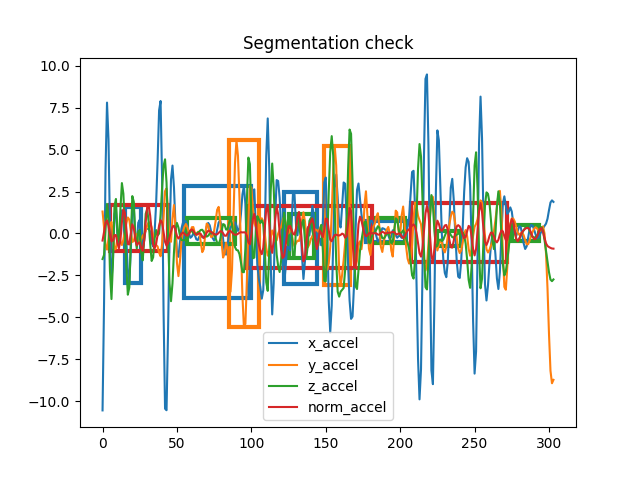 Segmentation check
10.0
7.5
5.0
2.5
0.0
−2.5
−5.0
−7.5
−10.0
x_accel
y_accel
z_accel
norm_accel
0 50 100 150 200 250 300